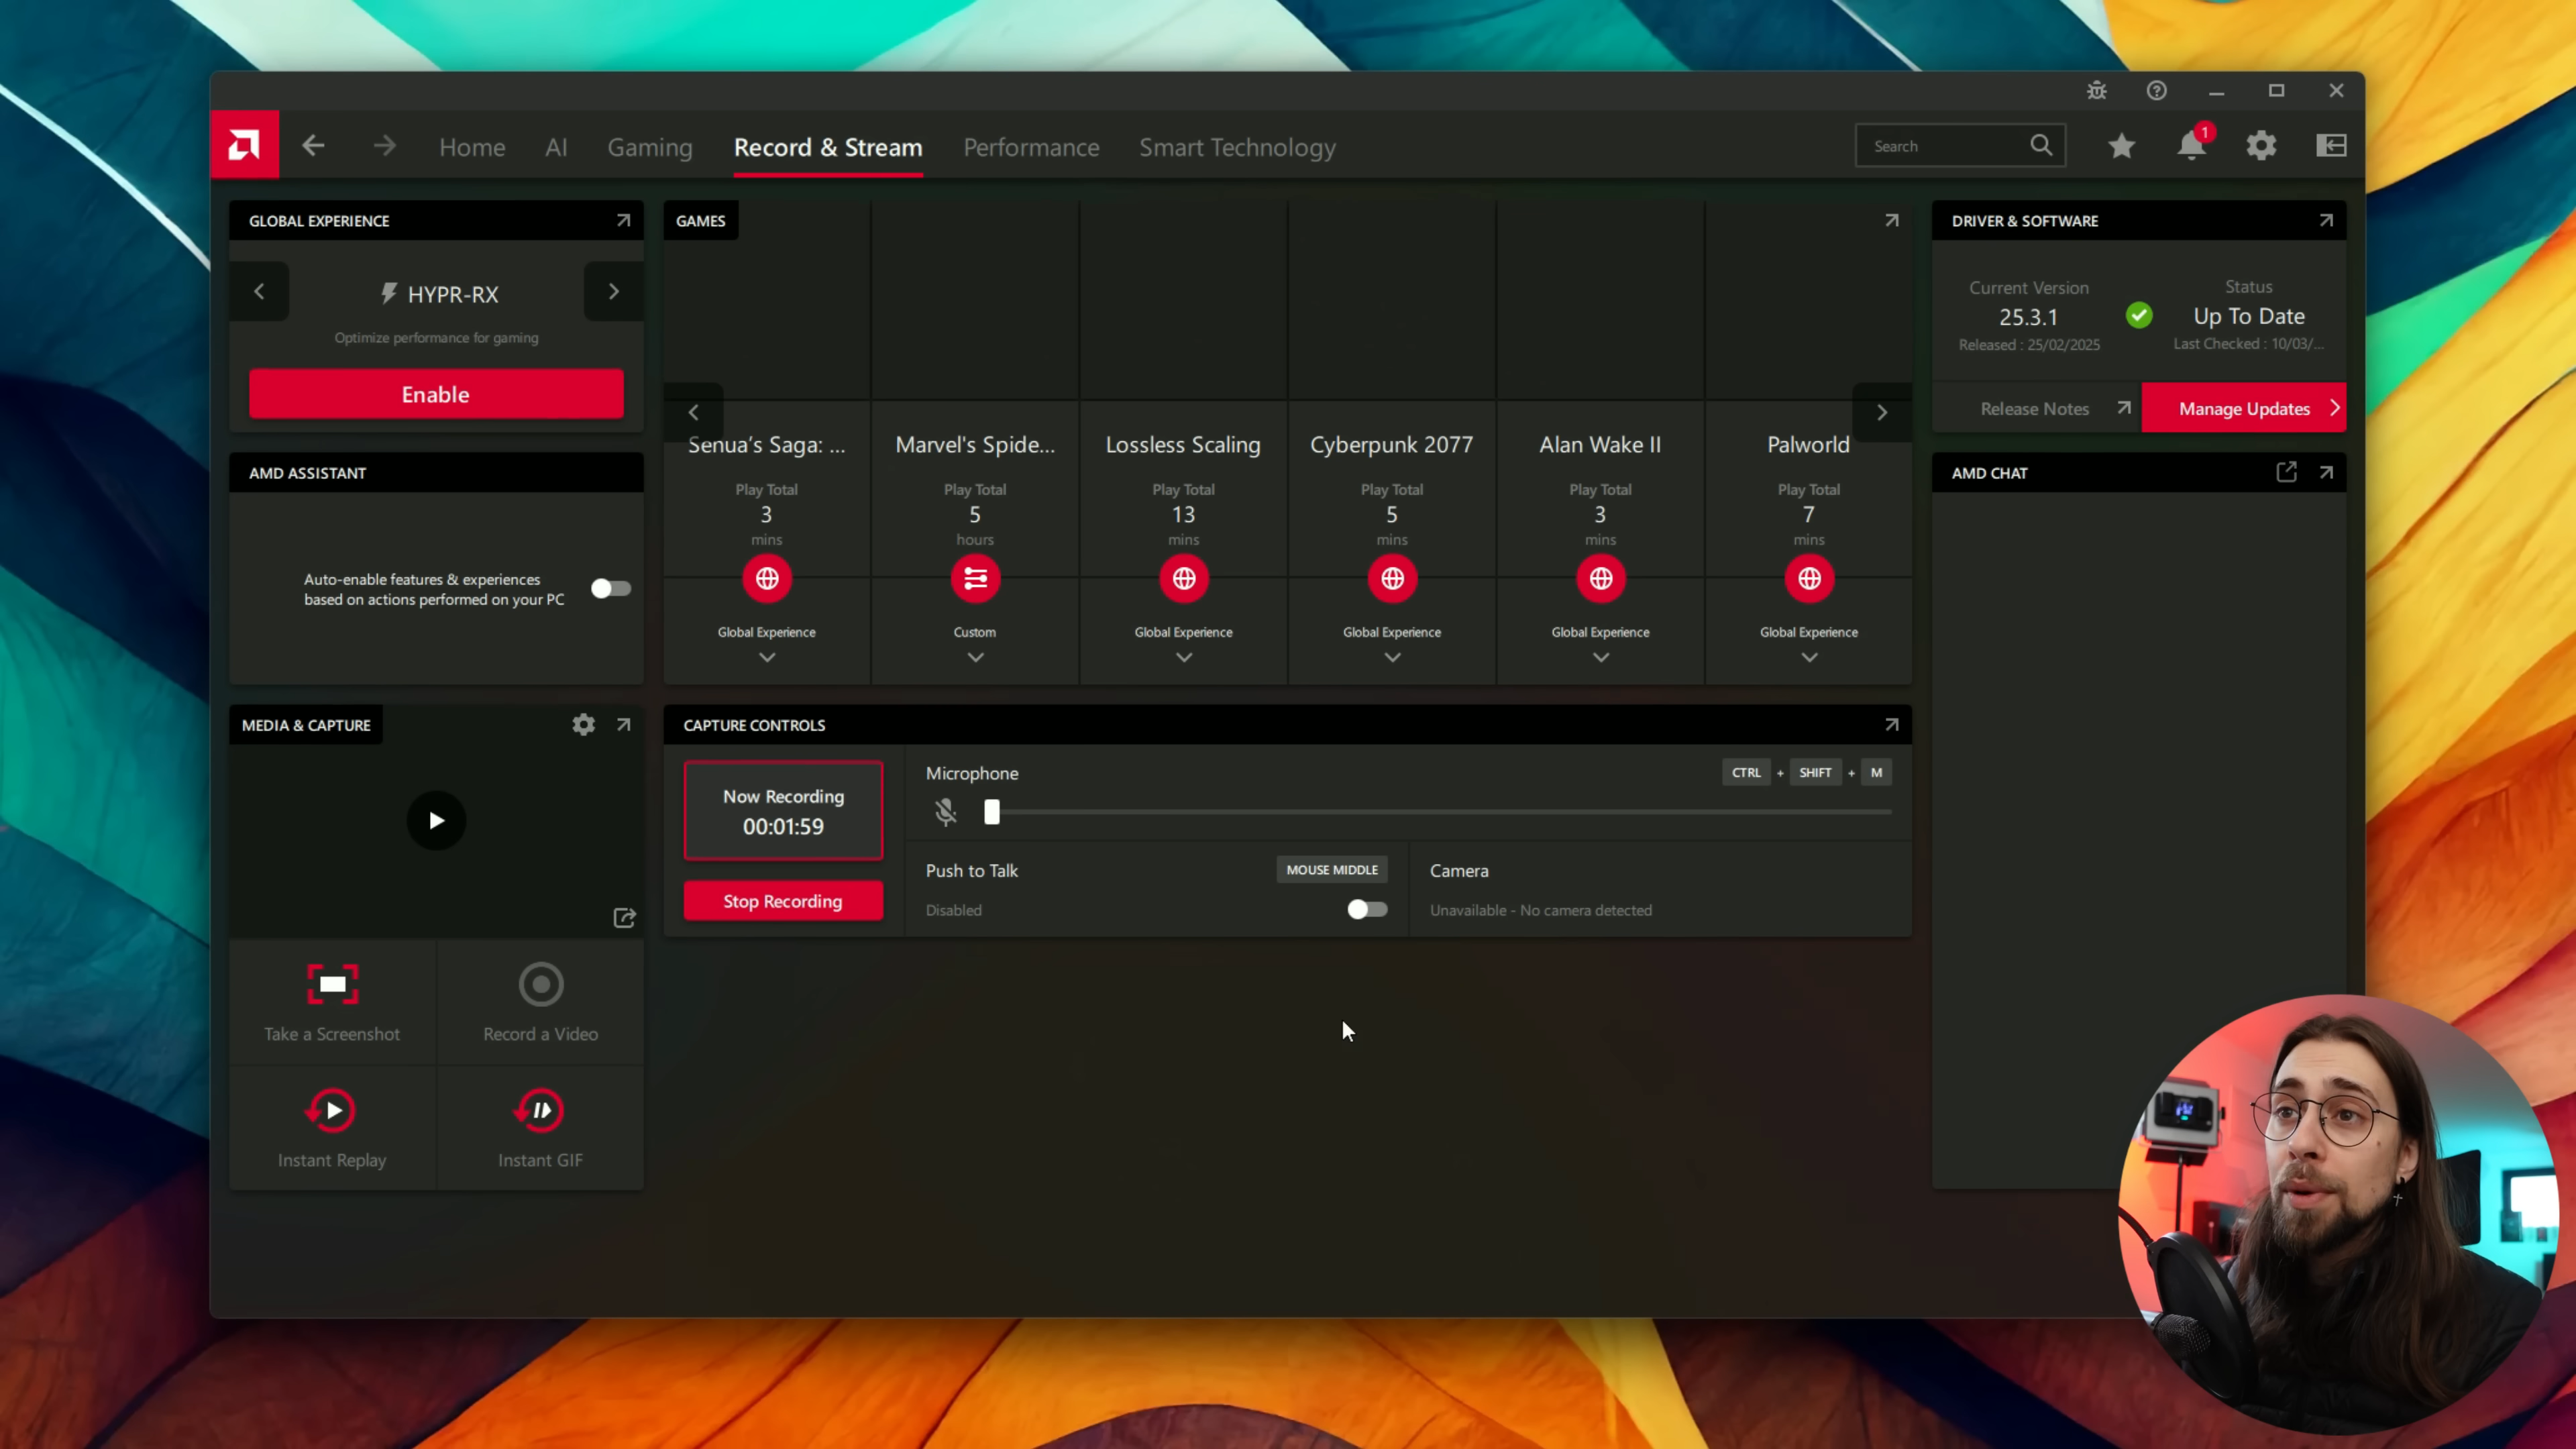 Home AI Gaming Record & Stream Performance Smart Technology
Search
1
GLOBAL EXPERIENCE
HYPR-RX
Optimize performance for gaming
Enable
AMD ASSISTANT
Auto-enable features & experiences
based on actions performed on your PC
MEDIA & CAPTURE
Take a Screenshot
Record a Video
Instant Replay
Instant GIF
GAMES
Senua's Saga: ...
Play Total
3
mins
Global Experience
Marvel's Spide...
Play Total
5
hours
Custom
Lossless Scaling
Play Total
13
mins
Global Experience
Cyberpunk 2077
Play Total
5
mins
Global Experience
Alan Wake II
Play Total
3
mins
Global Experience
Palworld
Play Total
7
mins
Global Experience
CAPTURE CONTROLS
Now Recording
00:01:59
Stop Recording
Microphone
CTRL + SHIFT + M
Push to Talk
MOUSE MIDDLE
Disabled
Camera
Unavailable - No camera detected
DRIVER & SOFTWARE
Current Version
25.3.1
Released : 25/02/2025
Status
Up To Date
Last Checked : 10/03/...
Release Notes
Manage Updates
AMD CHAT